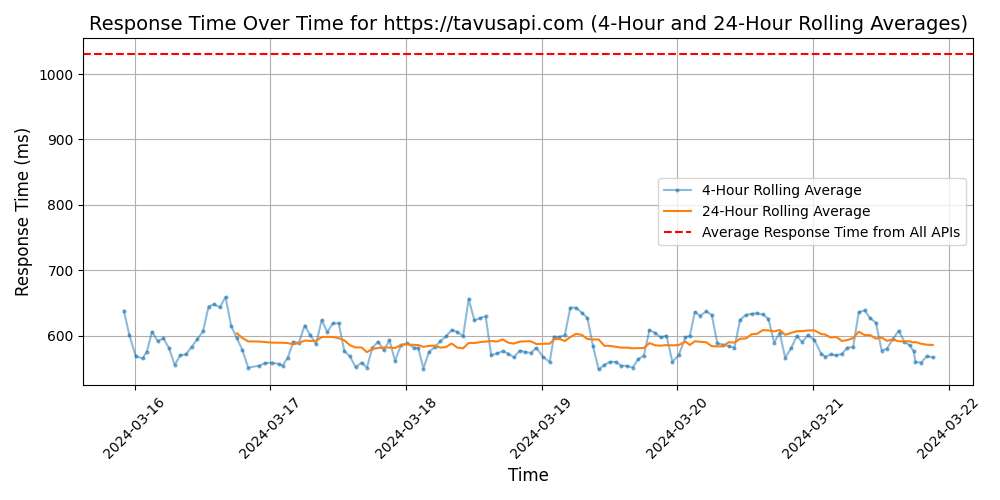 Response Time Over Time for https://tavusapi.com (4-Hour and 24-Hour Rolling Averages)
Response Time (ms)
1000
900
800
700
600
4-Hour Rolling Average
24-Hour Rolling Average
Average Response Time from All APIs
2024-03-16
2024-03-17
2024-03-18
2024-03-19
2024-03-20
2024-03-21
2024-03-22
Time